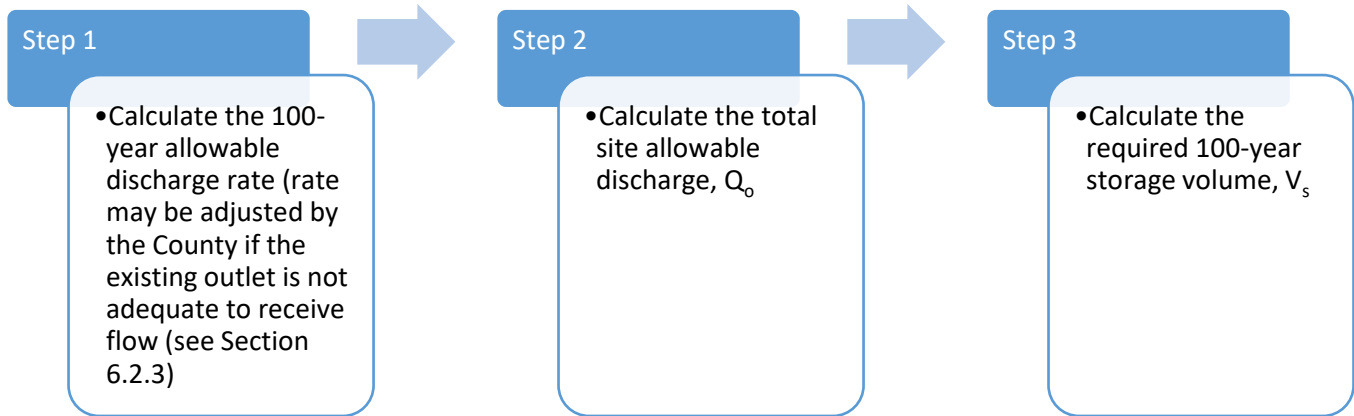 Step 1
•Calculate the 100-
year allowable
discharge rate (rate
may be adjusted by
the County if the
existing outlet is not
adequate to receive
flow (see Section
6.2.3)
Step 2
•Calculate the total
site allowable
discharge, Qo
Step 3
•Calculate the
required 100-year
storage volume, Vs